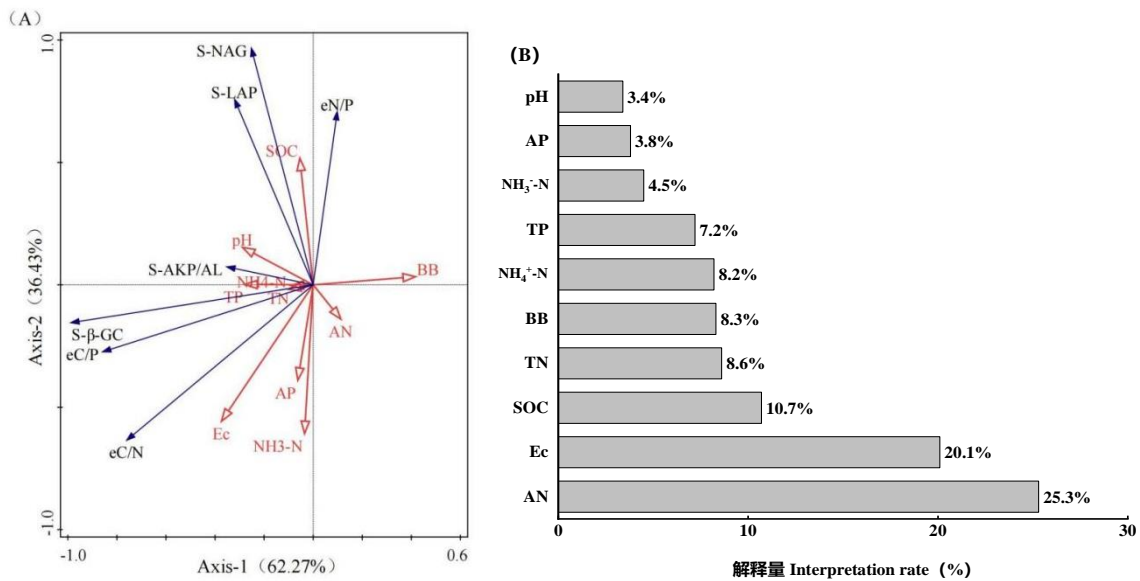 (A)
1.0
S-NAG
S-LAP
eN/P
SOC
pH
BB
S-AKP/AL
NH4-N
TP
TN
AN
S-β-GC
eC/P
AP
Ec
NH3-N
eC/N
Axis-2 (36.43%)
-1.0
-1.0
0.6
Axis-1 (62.27%)
(B)
pH
3.4%
AP
3.8%
NH₃⁻-N
4.5%
TP
7.2%
NH₄⁺-N
8.2%
BB
8.3%
TN
8.6%
SOC
10.7%
Ec
20.1%
AN
25.3%
0
10
20
30
解释量 Interpretation rate (%)